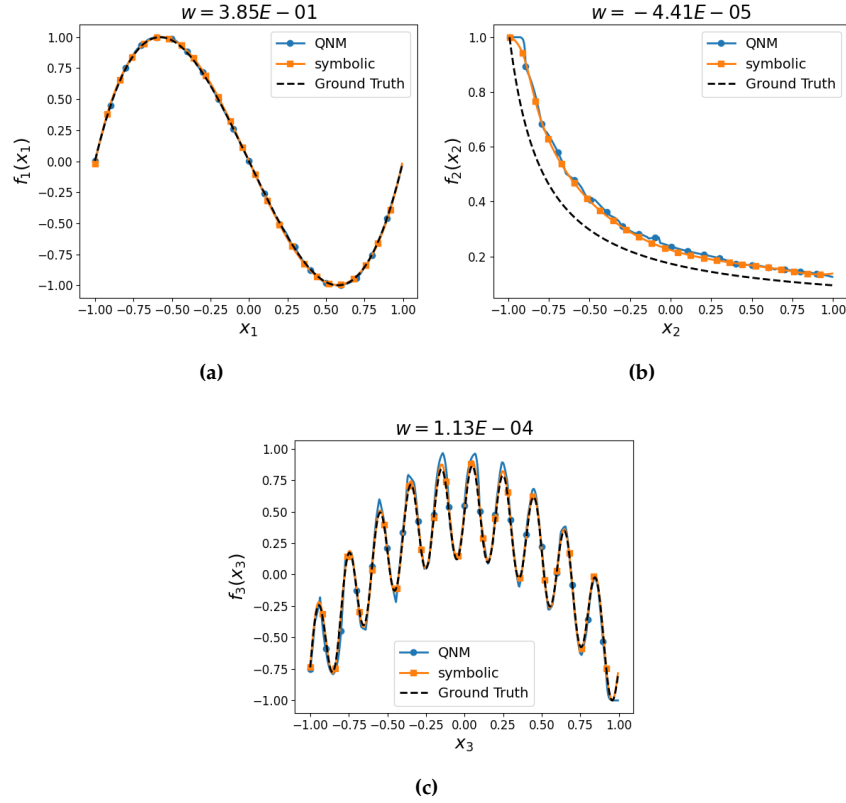 w = 3.85E − 01
1.00
0.75
0.50
0.25
0.00
−0.25
−0.50
−0.75
−1.00
f1(x1)
QNM
symbolic
Ground Truth
−1.00 −0.75 −0.50 −0.25 0.00 0.25 0.50 0.75 1.00
x1
(a)
w = −4.41E − 05
1.0
0.8
0.6
0.4
0.2
f2(x2)
QNM
symbolic
Ground Truth
−1.00 −0.75 −0.50 −0.25 0.00 0.25 0.50 0.75 1.00
x2
(b)
w = 1.13E − 04
1.00
0.75
0.50
0.25
0.00
−0.25
−0.50
−0.75
−1.00
f3(x3)
QNM
symbolic
Ground Truth
−1.00 −0.75 −0.50 −0.25 0.00 0.25 0.50 0.75 1.00
x3
(c)